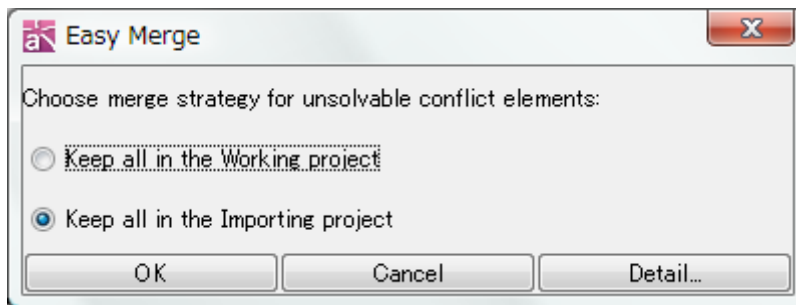 Easy Merge
Choose merge strategy for unsolvable conflict elements:
Keep all in the Working project
Keep all in the Importing project
OK Cancel Detail...